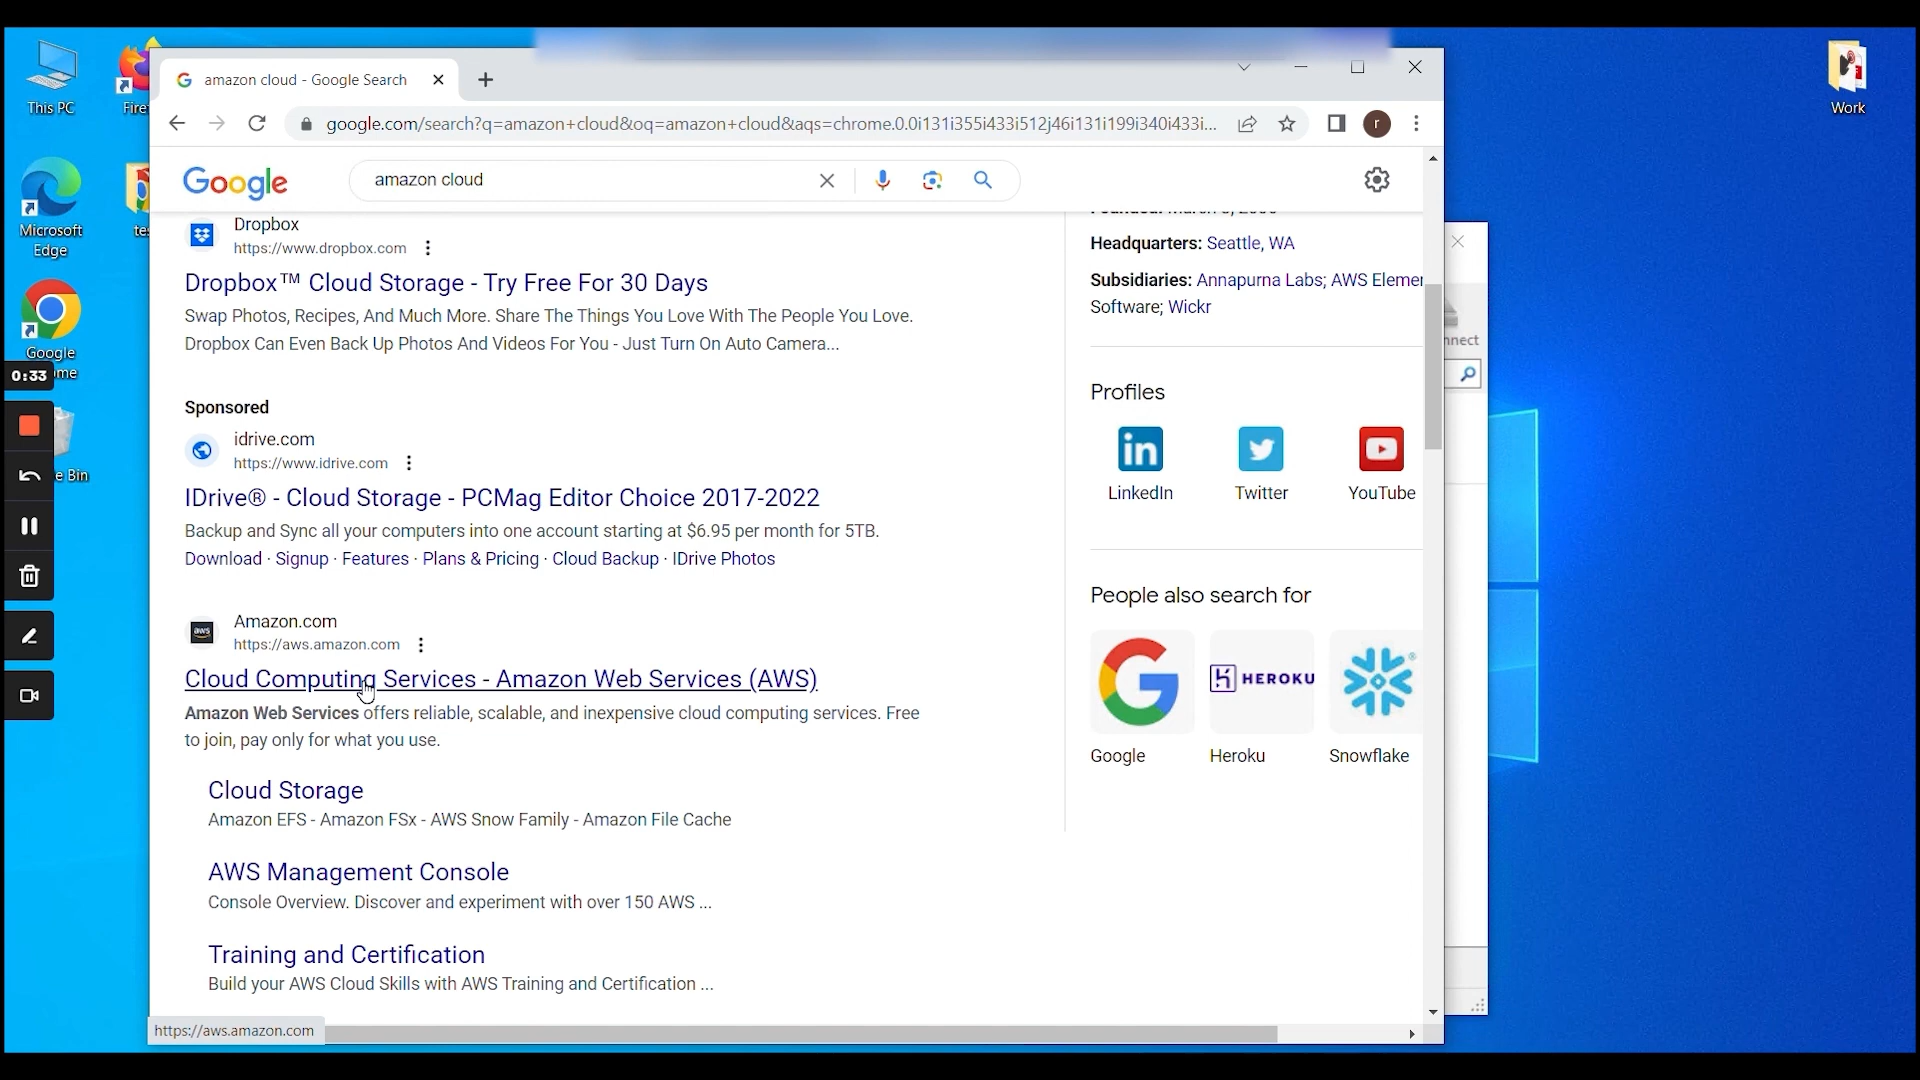 This PC
Work
amazon cloud - Google Search
google.com/search?q=amazon+cloud&oq=amazon+cloud&aqs=chrome.0.0i131i355i433i512j46i131i199i340i433i...
r
Google
amazon cloud
Microsoft
Edge
Google
0:33
Dropbox
https://www.dropbox.com
Dropbox™ Cloud Storage - Try Free For 30 Days
Swap Photos, Recipes, And Much More. Share The Things You Love With The People You Love.
Dropbox Can Even Back Up Photos And Videos For You - Just Turn On Auto Camera...
Sponsored
idrive.com
https://www.idrive.com
IDrive® - Cloud Storage - PCMag Editor Choice 2017-2022
Backup and Sync all your computers into one account starting at $6.95 per month for 5TB.
Download · Signup · Features · Plans & Pricing · Cloud Backup · IDrive Photos
aws
Amazon.com
https://aws.amazon.com
Cloud Computing Services - Amazon Web Services (AWS)
Amazon Web Services offers reliable, scalable, and inexpensive cloud computing services. Free
to join, pay only for what you use.
Cloud Storage
Amazon EFS - Amazon FSx - AWS Snow Family - Amazon File Cache
AWS Management Console
Console Overview. Discover and experiment with over 150 AWS ...
Training and Certification
Build your AWS Cloud Skills with AWS Training and Certification ...
https://aws.amazon.com
Headquarters: Seattle, WA
Subsidiaries: Annapurna Labs; AWS Elemen
Software; Wickr
Profiles
in
LinkedIn
Twitter
YouTube
People also search for
HEROKU
Google
Heroku
Snowflake
Bin